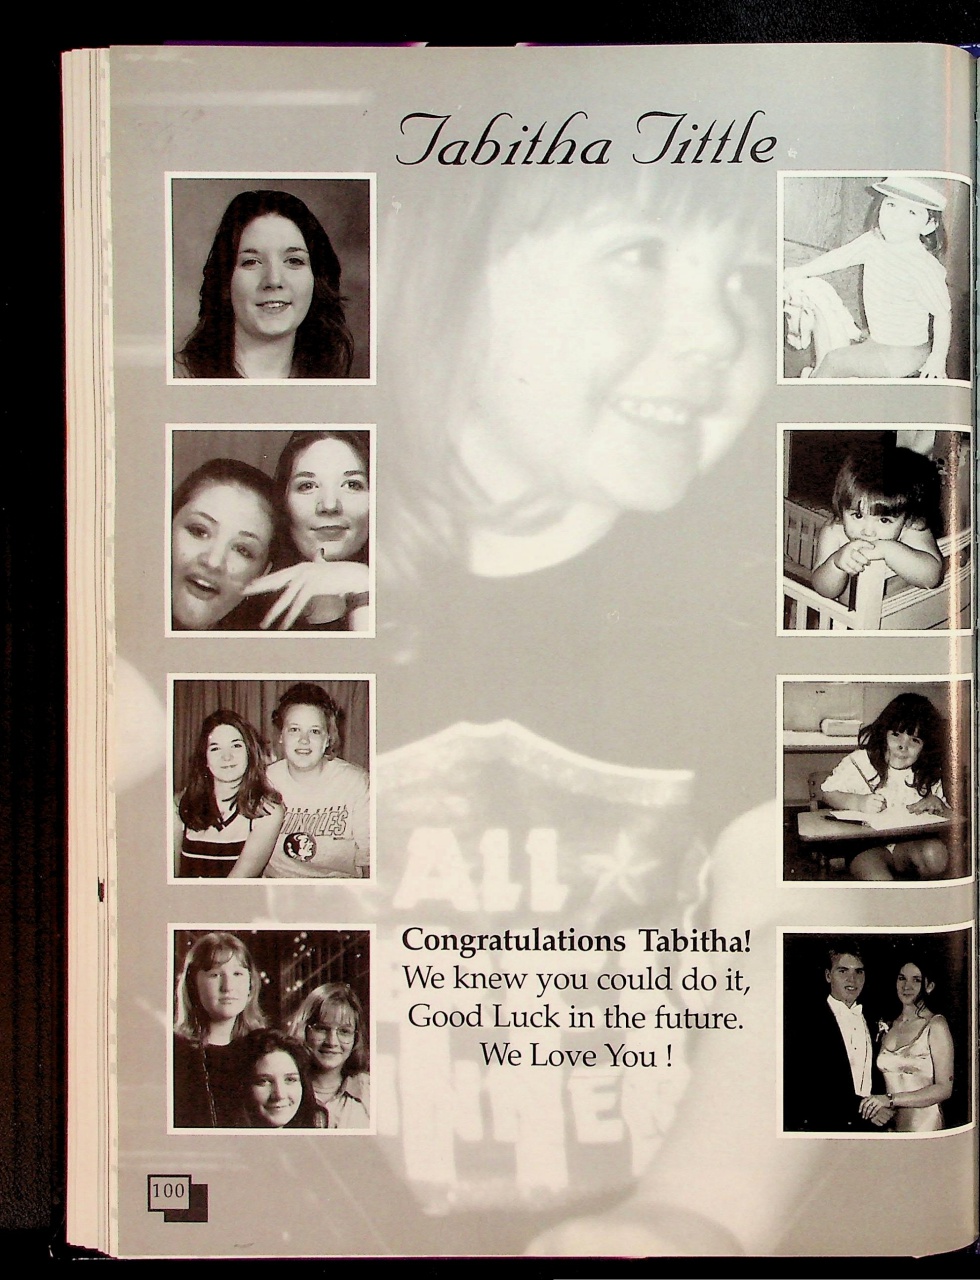 Tabitha Tittle
ALL
Congratulations Tabitha!
We knew you could do it,
Good Luck in the future.
We Love You !
100